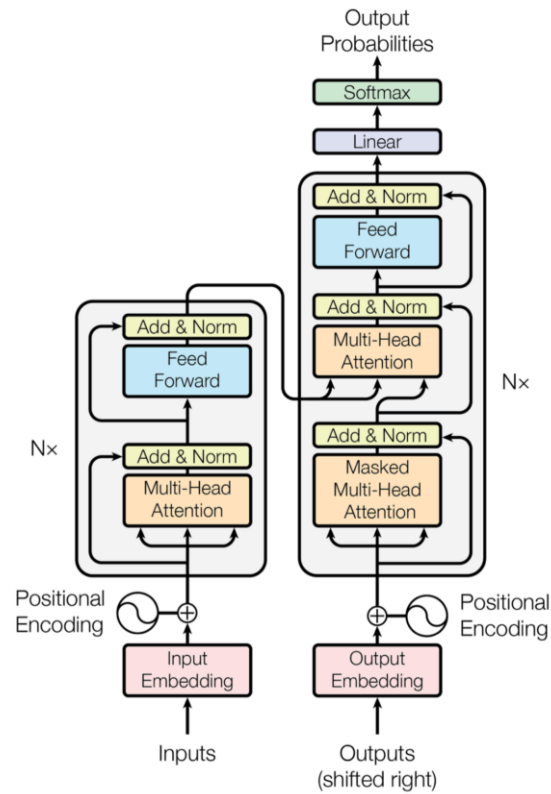 Output
Probabilities
Softmax
Linear
Add & Norm
Feed
Forward
Add & Norm
Multi-Head
Attention
Add & Norm
Masked
Multi-Head
Attention
N×
Add & Norm
Feed
Forward
N×
Add & Norm
Multi-Head
Attention
Positional
Encoding
Positional
Encoding
Input
Embedding
Output
Embedding
Inputs
Outputs
(shifted right)